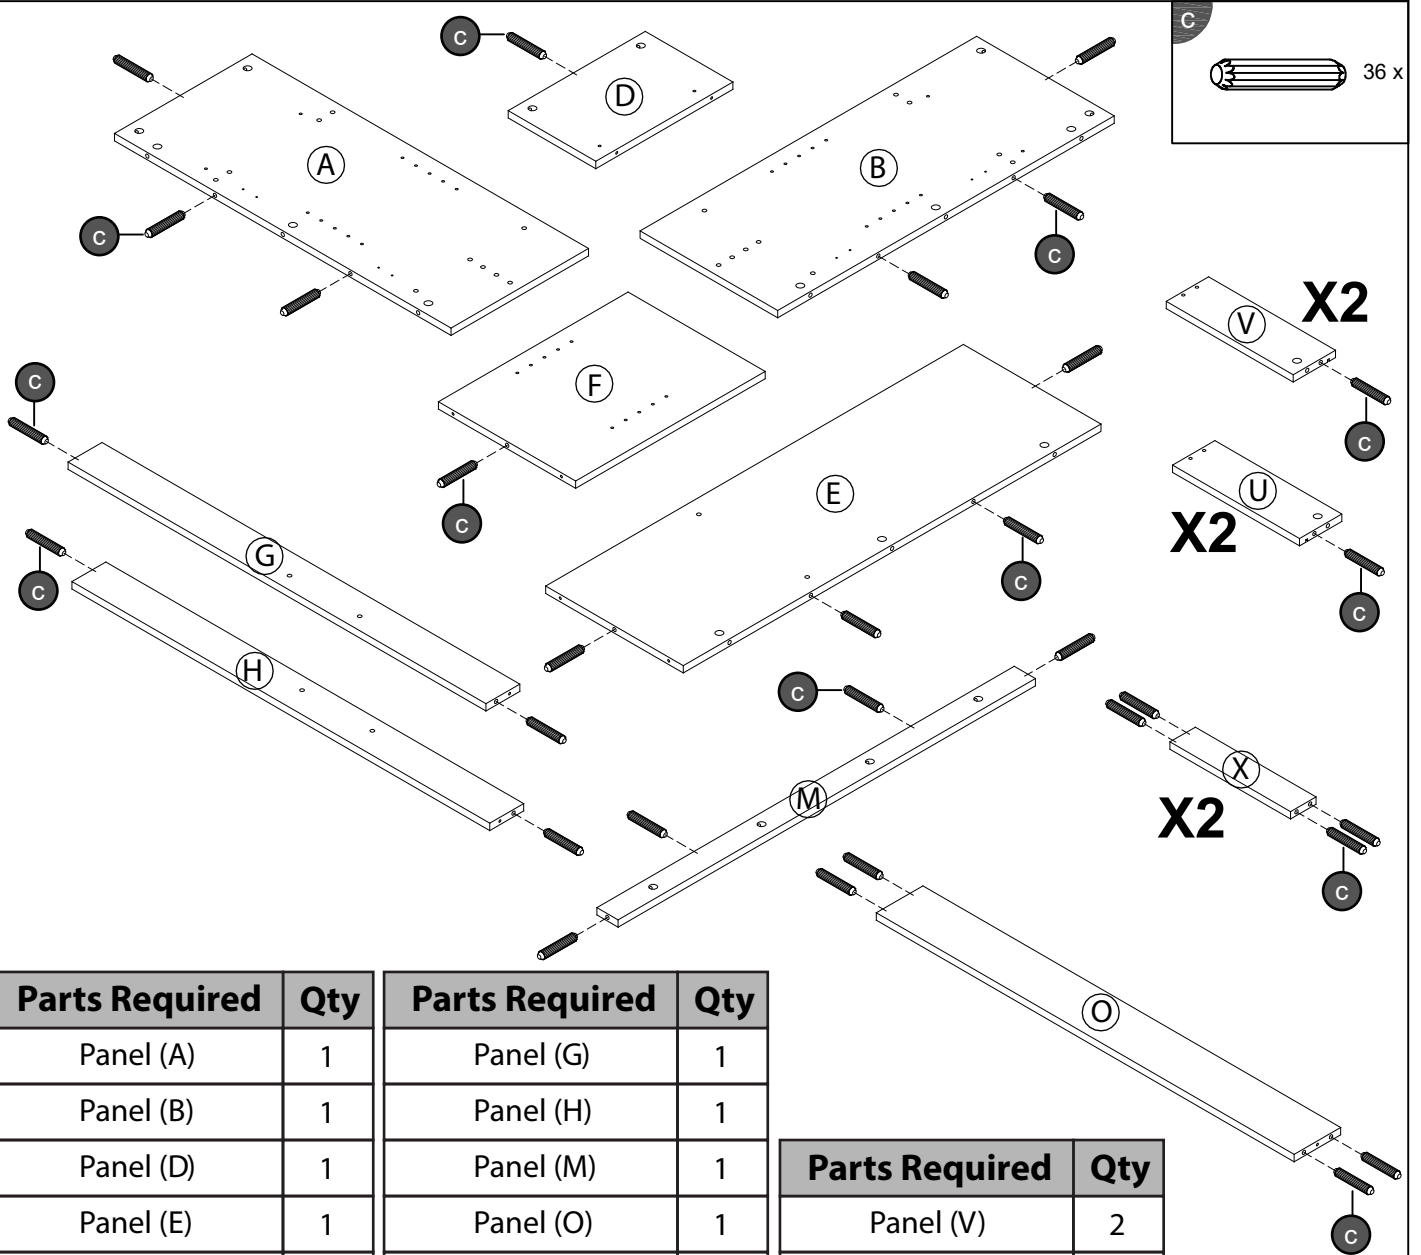 C
36 x
C
D
A
B
C
C
V
X2
F
C
C
C
U
X2
E
C
G
C
C
C
H
C
M
X
X2
C
O
C
Parts Required Qty
Panel (A) 1
Panel (B) 1
Panel (D) 1
Panel (E) 1
Parts Required Qty
Panel (G) 1
Panel (H) 1
Panel (M) 1
Panel (O) 1
Parts Required Qty
Panel (V) 2